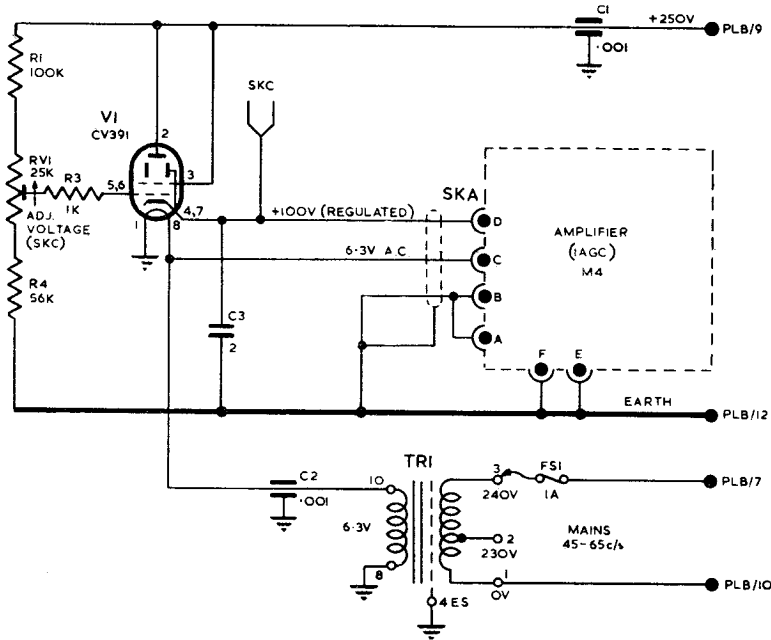 C1
+250V
PLB/9
.001
R1
100K
SKC
V1
CV391
2
3
RV1
25K
R3
1K
5,6
4,7
1
8
ADJ.
VOLTAGE
(SKC)
+100V (REGULATED)
SKA
D
AMPLIFIER
(IAGC)
M4
6·3V A.C
C
B
A
R4
56K
C3
2
F
E
EARTH
PLB/12
TR1
C2
.001
10
6·3V
8
3
240V
FS1
1A
PLB/7
2
230V
MAINS
45-65c/s
1
0V
PLB/10
4 ES